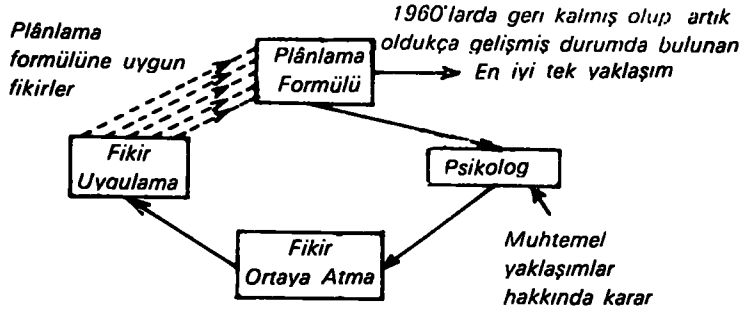 Plânlama
formülüne uygun
fikirler
Plânlama
Formülü
1960'larda geri kalmış olup artık
oldukça gelişmiş durumda bulunan
En iyi tek yaklaşım
Fikir
Uygulama
Psikolog
Fikir
Ortaya Atma
Muhtemel
yaklaşımlar
hakkında karar